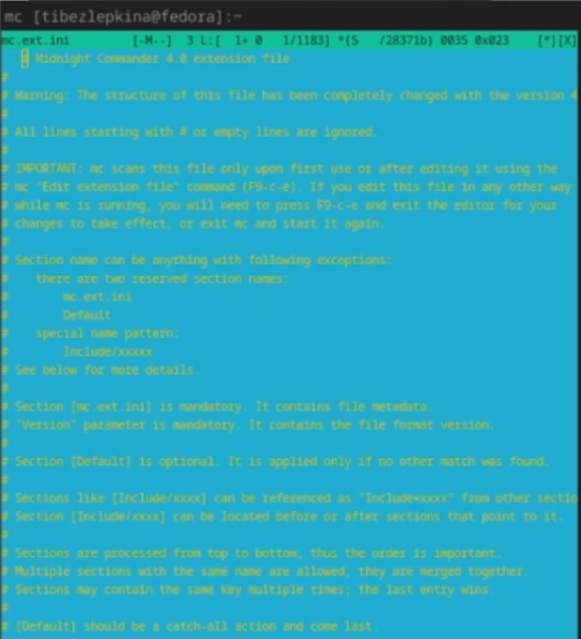 mc [tibezlepkina@fedora]:~
mc.ext.ini [-M--] 3 L:[ 1+ 0 1/1183] *(5 /28371b) 0035 0x023 [*][X]
# Midnight Commander 4.0 extension file
#
# Warning: The structure of this file has been completely changed with the version 4
#
# All lines starting with # or empty lines are ignored.
#
# IMPORTANT: mc scans this file only upon first use or after editing it using the
# mc "Edit extension file" command (F9-c-e). If you edit this file in any other way
# while mc is running, you will need to press F9-c-e and exit the editor for your
# changes to take effect, or exit mc and start it again.
#
# Section name can be anything with following exceptions:
# there are two reserved section names:
# mc.ext.ini
# Default
# special name pattern:
# Include/xxxxx
# See below for more details.
#
# Section [mc.ext.ini] is mandatory. It contains file metadata.
# "Version" parameter is mandatory. It contains the file format version.
#
# Section [Default] is optional. It is applied only if no other match was found.
#
# Sections like [Include/xxxx] can be referenced as "Include=xxxx" from other sectio
# Section [Include/xxxx] can be located before or after sections that point to it.
#
# Sections are processed from top to bottom, thus the order is important.
# Multiple sections with the same name are allowed, they are merged together.
# Sections may contain the same key multiple times; the last entry wins.
#
# [Default] should be a catch-all action and come last.